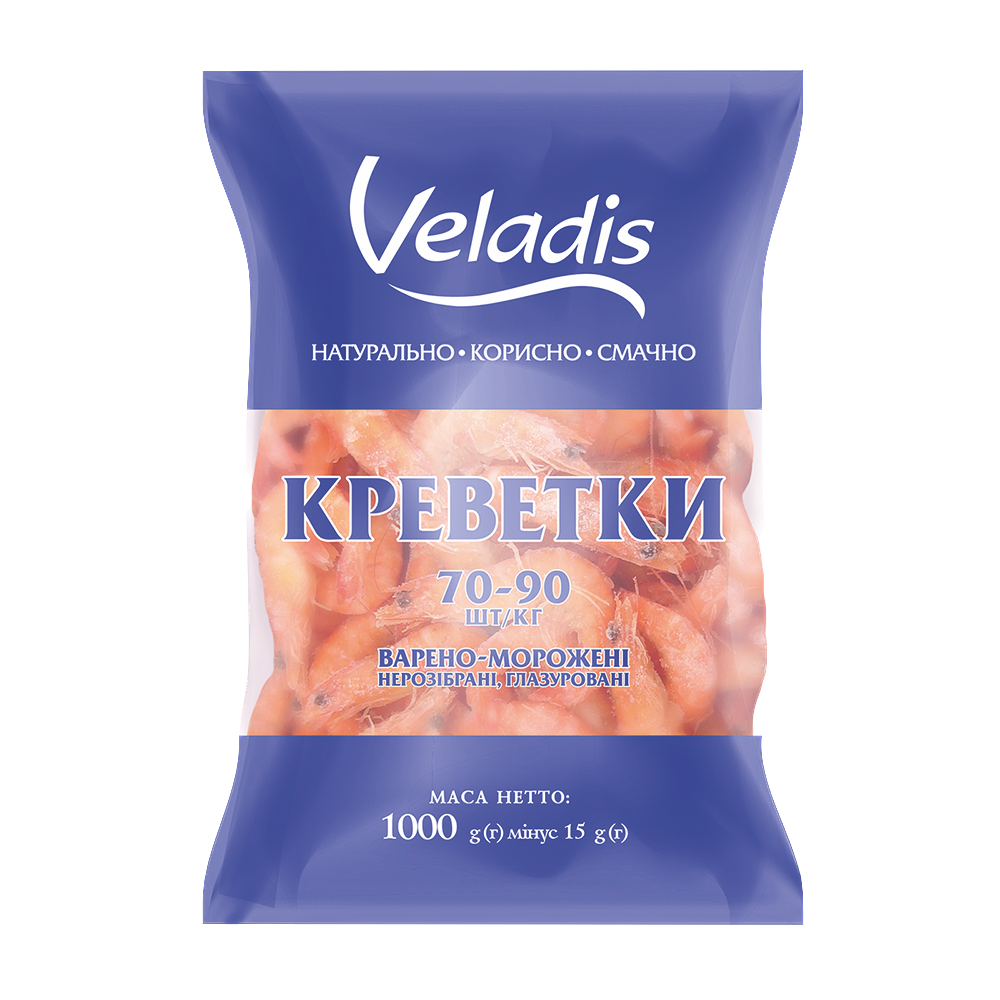 Veladis
НАТУРАЛЬНО • КОРИСНО • СМАЧНО
КРЕВЕТКИ
70-90
ШТ/КГ
ВАРЕНО-МОРОЖЕНІ
НЕРОЗІБРАНІ, ГЛАЗУРОВАНІ
МАСА НЕТТО:
1000 g (г) мінус 15 g (г)